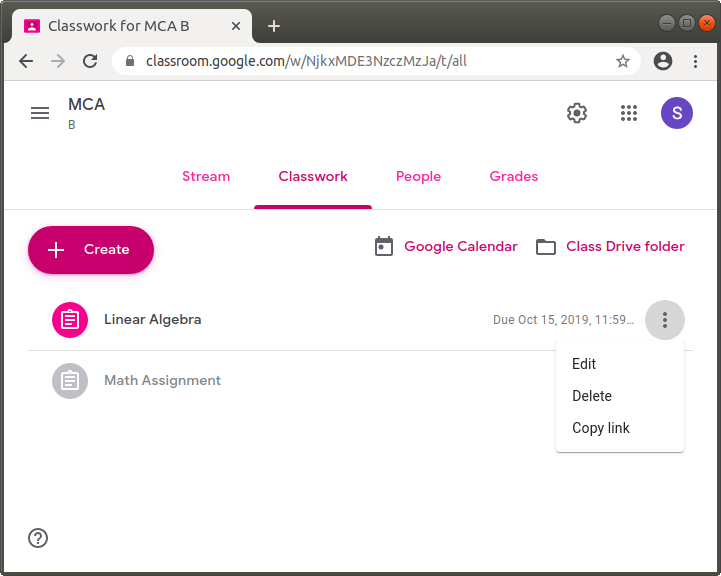 Classwork for MCA B
classroom.google.com/w/NjkxMDE3NzczMzJa/t/all
MCA
B
S
Stream Classwork People Grades
Create
Google Calendar Class Drive folder
Linear Algebra
Due Oct 15, 2019, 11:59...
Math Assignment
Edit
Delete
Copy link